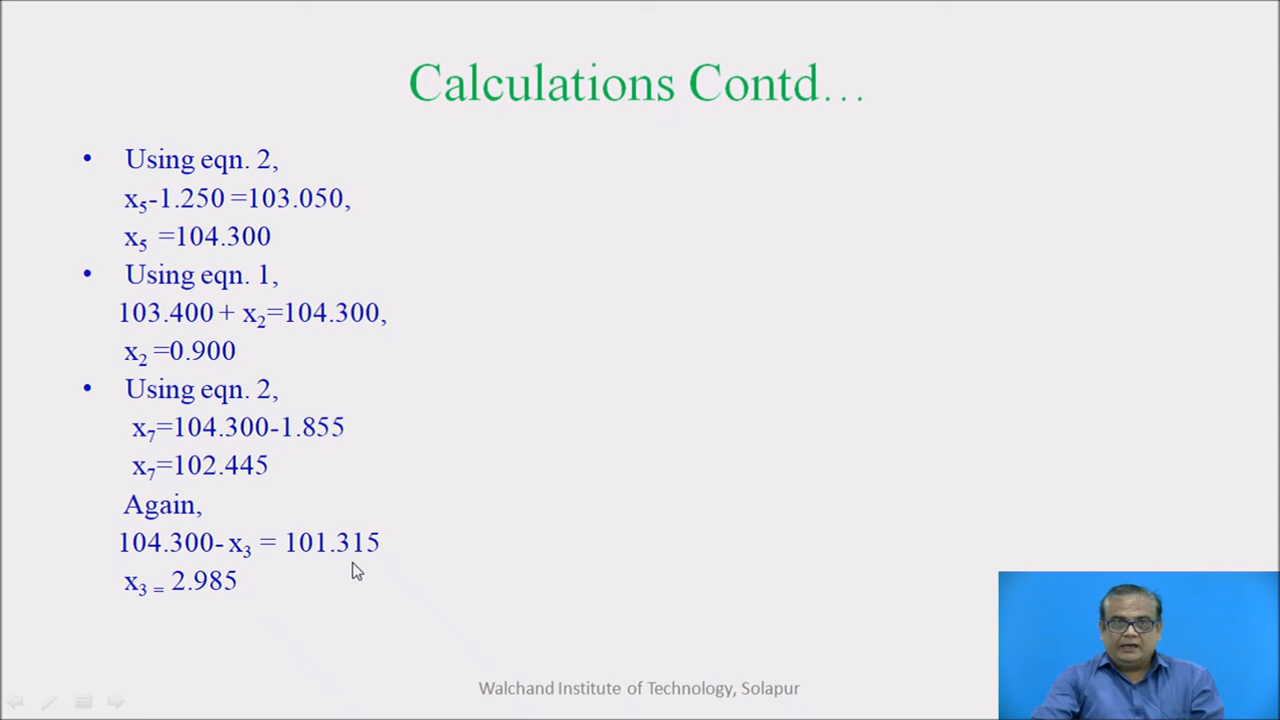 Calculations Contd...
• Using eqn. 2,
x₅-1.250 =103.050,
x₅ =104.300
• Using eqn. 1,
103.400 + x₂=104.300,
x₂ =0.900
• Using eqn. 2,
x₇=104.300-1.855
x₇=102.445
Again,
104.300- x₃ = 101.315
x₃ = 2.985
Walchand Institute of Technology, Solapur